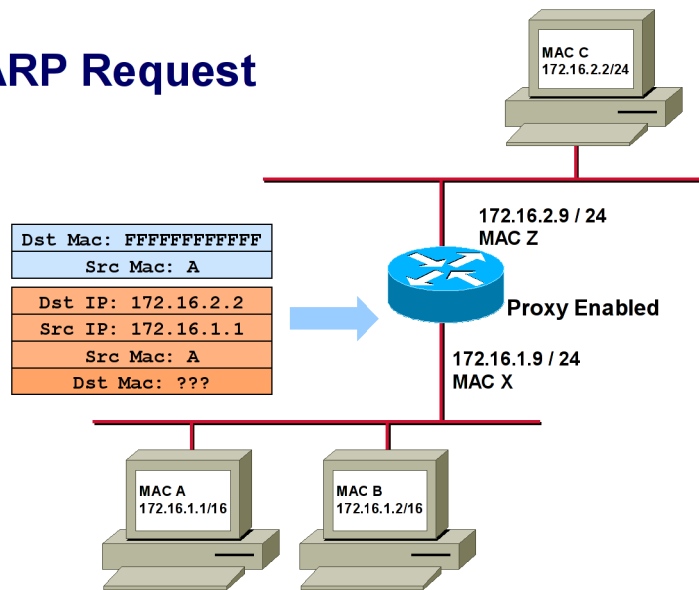 ARP Request
MAC C
172.16.2.2/24
172.16.2.9 / 24
MAC Z
Dst Mac: FFFFFFFFFFFF
Src Mac: A
Dst IP: 172.16.2.2
Src IP: 172.16.1.1
Src Mac: A
Dst Mac: ???
Proxy Enabled
172.16.1.9 / 24
MAC X
MAC A
172.16.1.1/16
MAC B
172.16.1.2/16